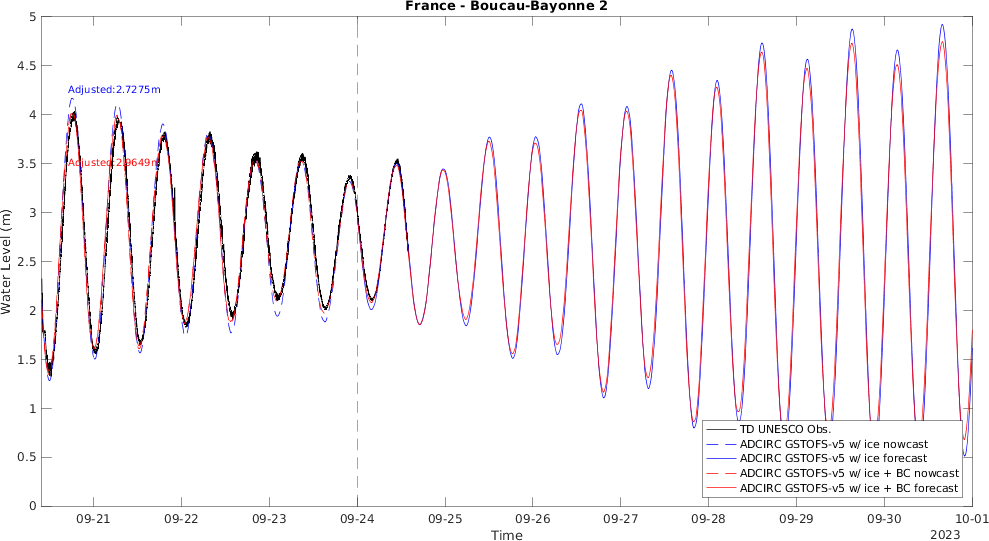 France - Boucau-Bayonne 2
5
4.5
4
3.5
3
2.5
2
1.5
1
0.5
0
Water Level (m)
Adjusted:2.7275m
Adjusted:2.9649m
TD UNESCO Obs.
ADCIRC GSTOFS-v5 w/ ice nowcast
ADCIRC GSTOFS-v5 w/ ice forecast
ADCIRC GSTOFS-v5 w/ ice + BC nowcast
ADCIRC GSTOFS-v5 w/ ice + BC forecast
09-21 09-22 09-23 09-24 09-25 09-26 09-27 09-28 09-29 09-30 10-01
Time
2023